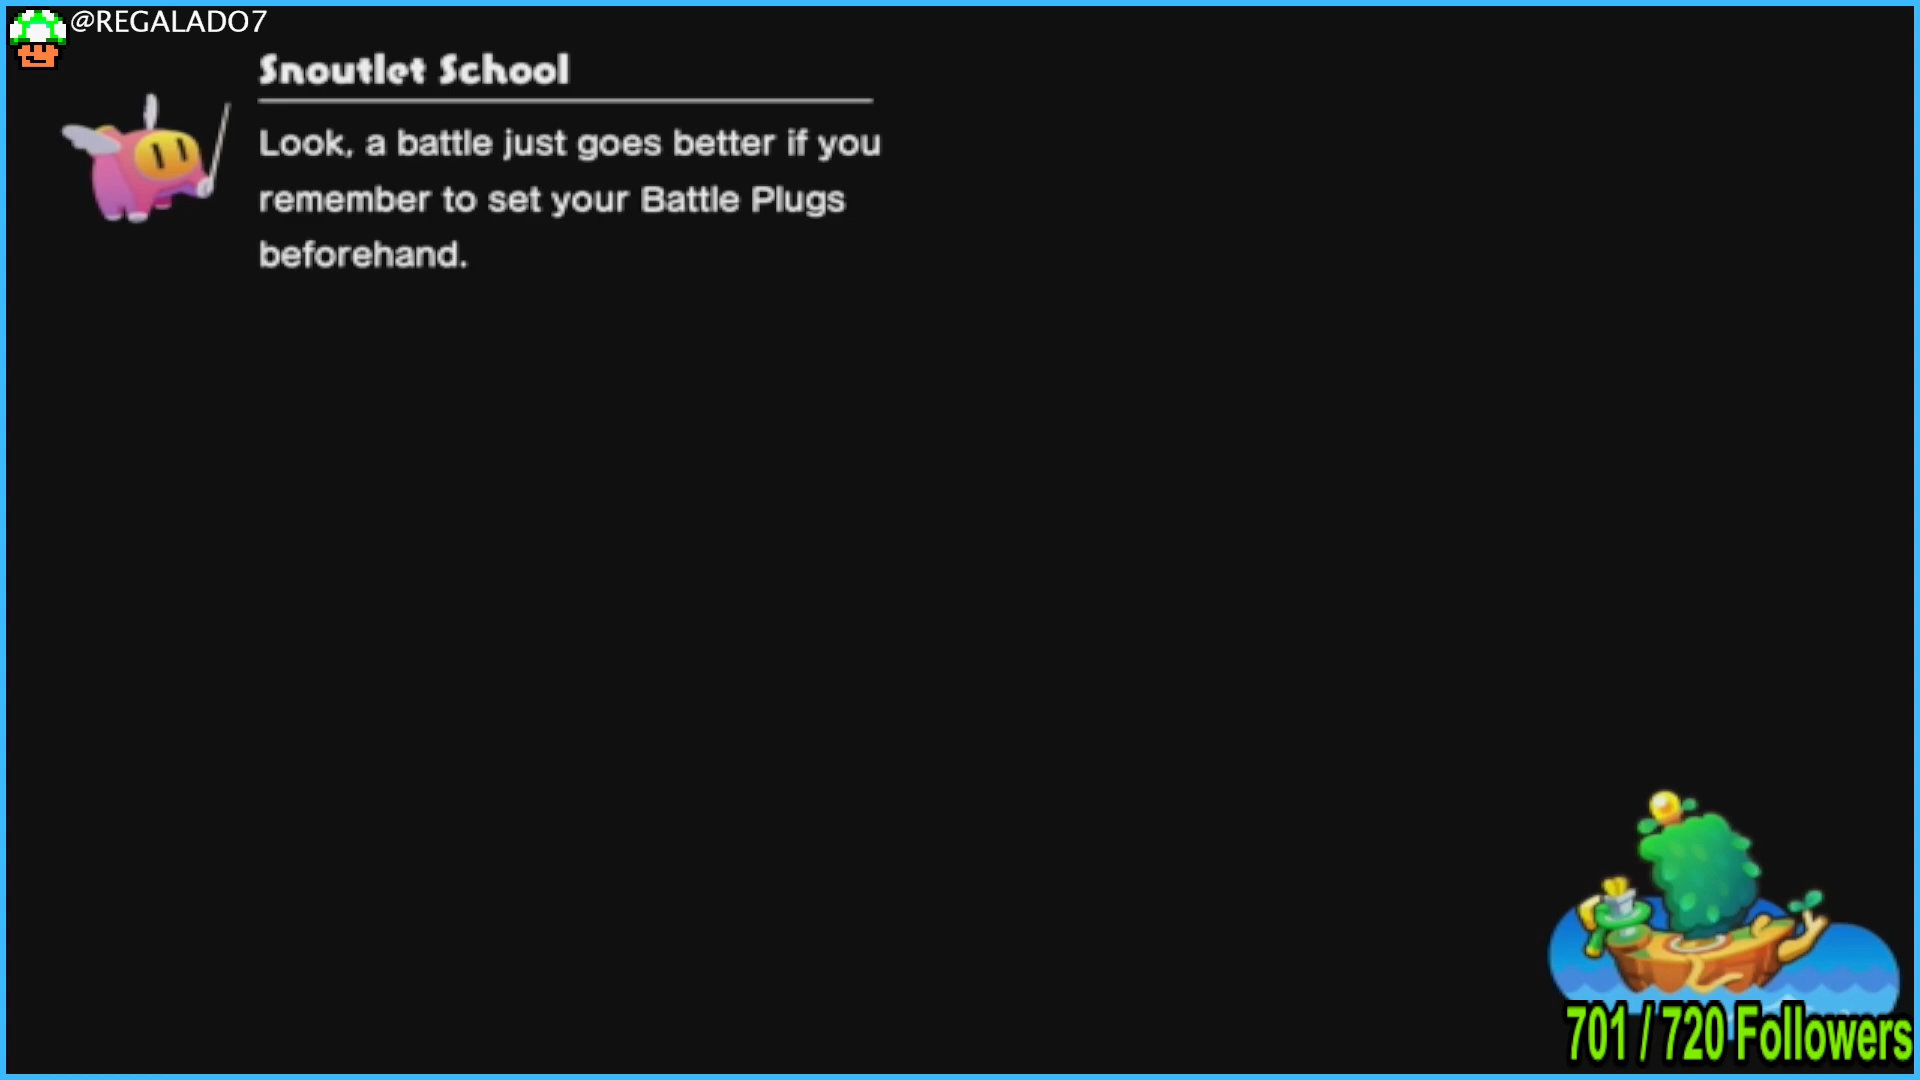 @REGALADO7
Snoutlet School
Look, a battle just goes better if you
remember to set your Battle Plugs
beforehand.
701 / 720 Followers